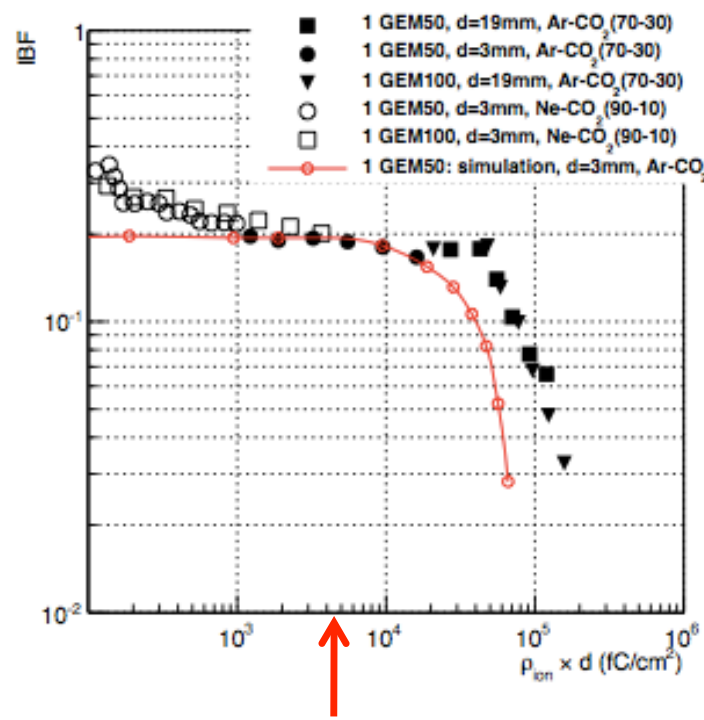 1 GEM50, d=19mm, Ar-CO₂(70-30)
1 GEM50, d=3mm, Ar-CO₂(70-30)
1 GEM100, d=19mm, Ar-CO₂(70-30)
1 GEM50, d=3mm, Ne-CO₂(90-10)
1 GEM100, d=3mm, Ne-CO₂(90-10)
1 GEM50: simulation, d=3mm, Ar-CO₂
IBF
1
10⁻¹
10⁻²
10³ 10⁴ 10⁵ 10⁶
ρion × d (fC/cm²)